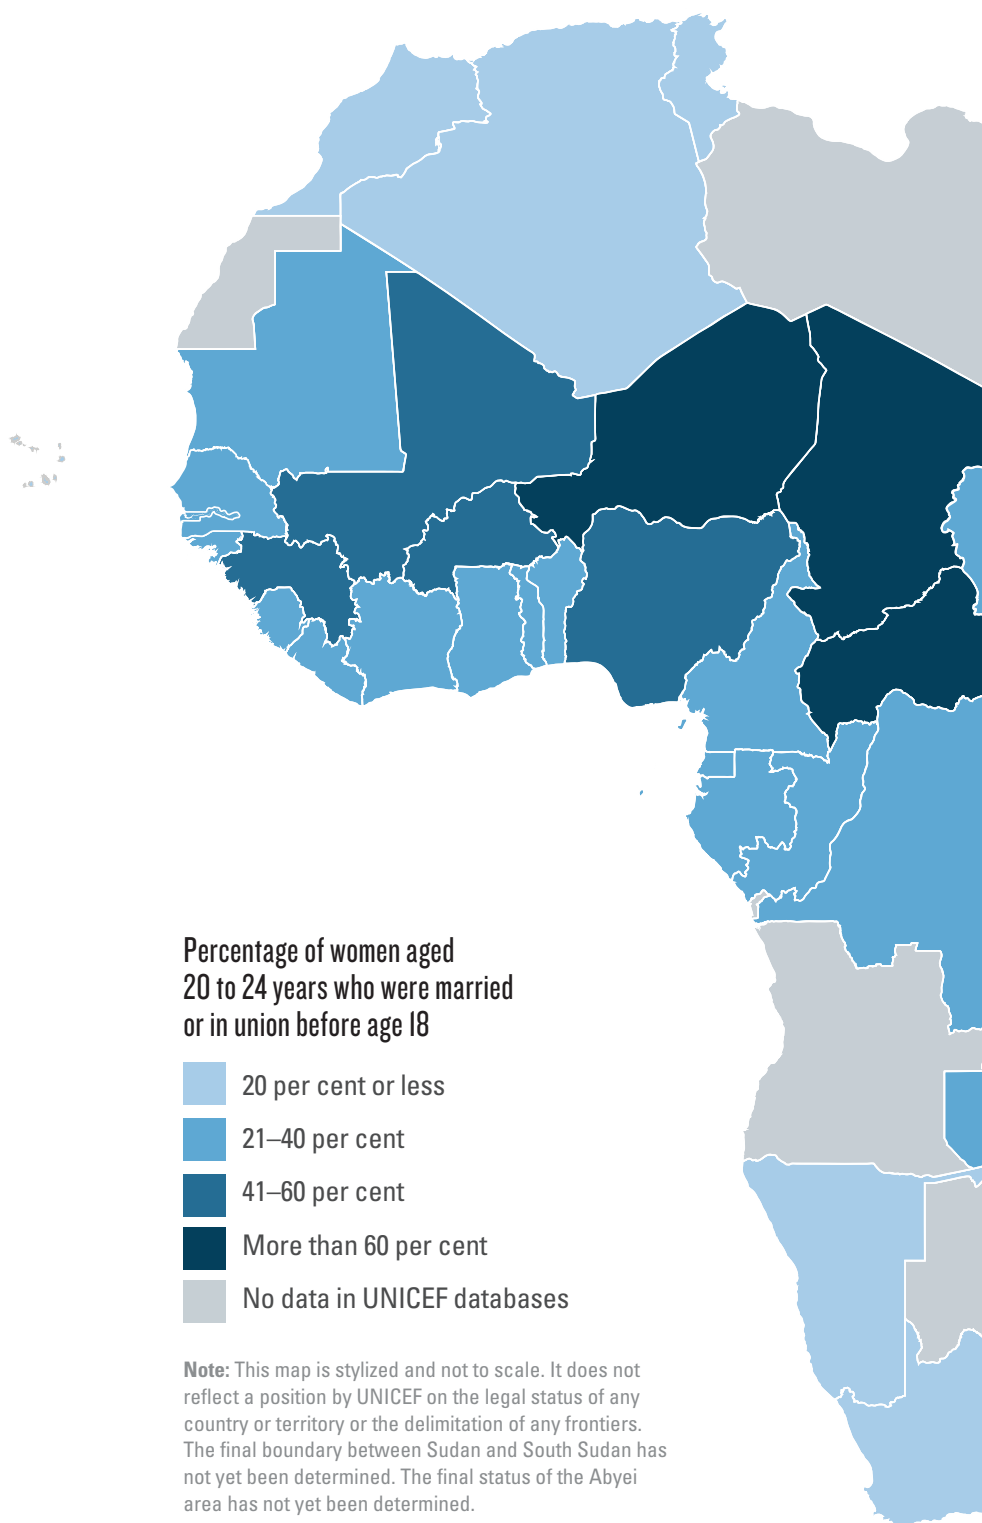 Percentage of women aged
20 to 24 years who were married
or in union before age 18
20 per cent or less
21–40 per cent
41–60 per cent
More than 60 per cent
No data in UNICEF databases
Note: This map is stylized and not to scale. It does not
reflect a position by UNICEF on the legal status of any
country or territory or the delimitation of any frontiers.
The final boundary between Sudan and South Sudan has
not yet been determined. The final status of the Abyei
area has not yet been determined.